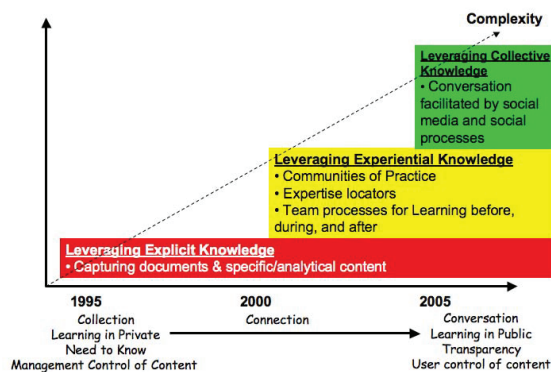 Complexity
Leveraging Collective
Knowledge
• Conversation
facilitated by social
media and social
processes
Leveraging Experiential Knowledge
• Communities of Practice
• Expertise locators
• Team processes for Learning before,
during, and after
Leveraging Explicit Knowledge
• Capturing documents & specific/analytical content
1995 2000 2005
Collection
Learning in Private
Need to Know
Management Control of Content
Connection
Conversation
Learning in Public
Transparency
User control of content